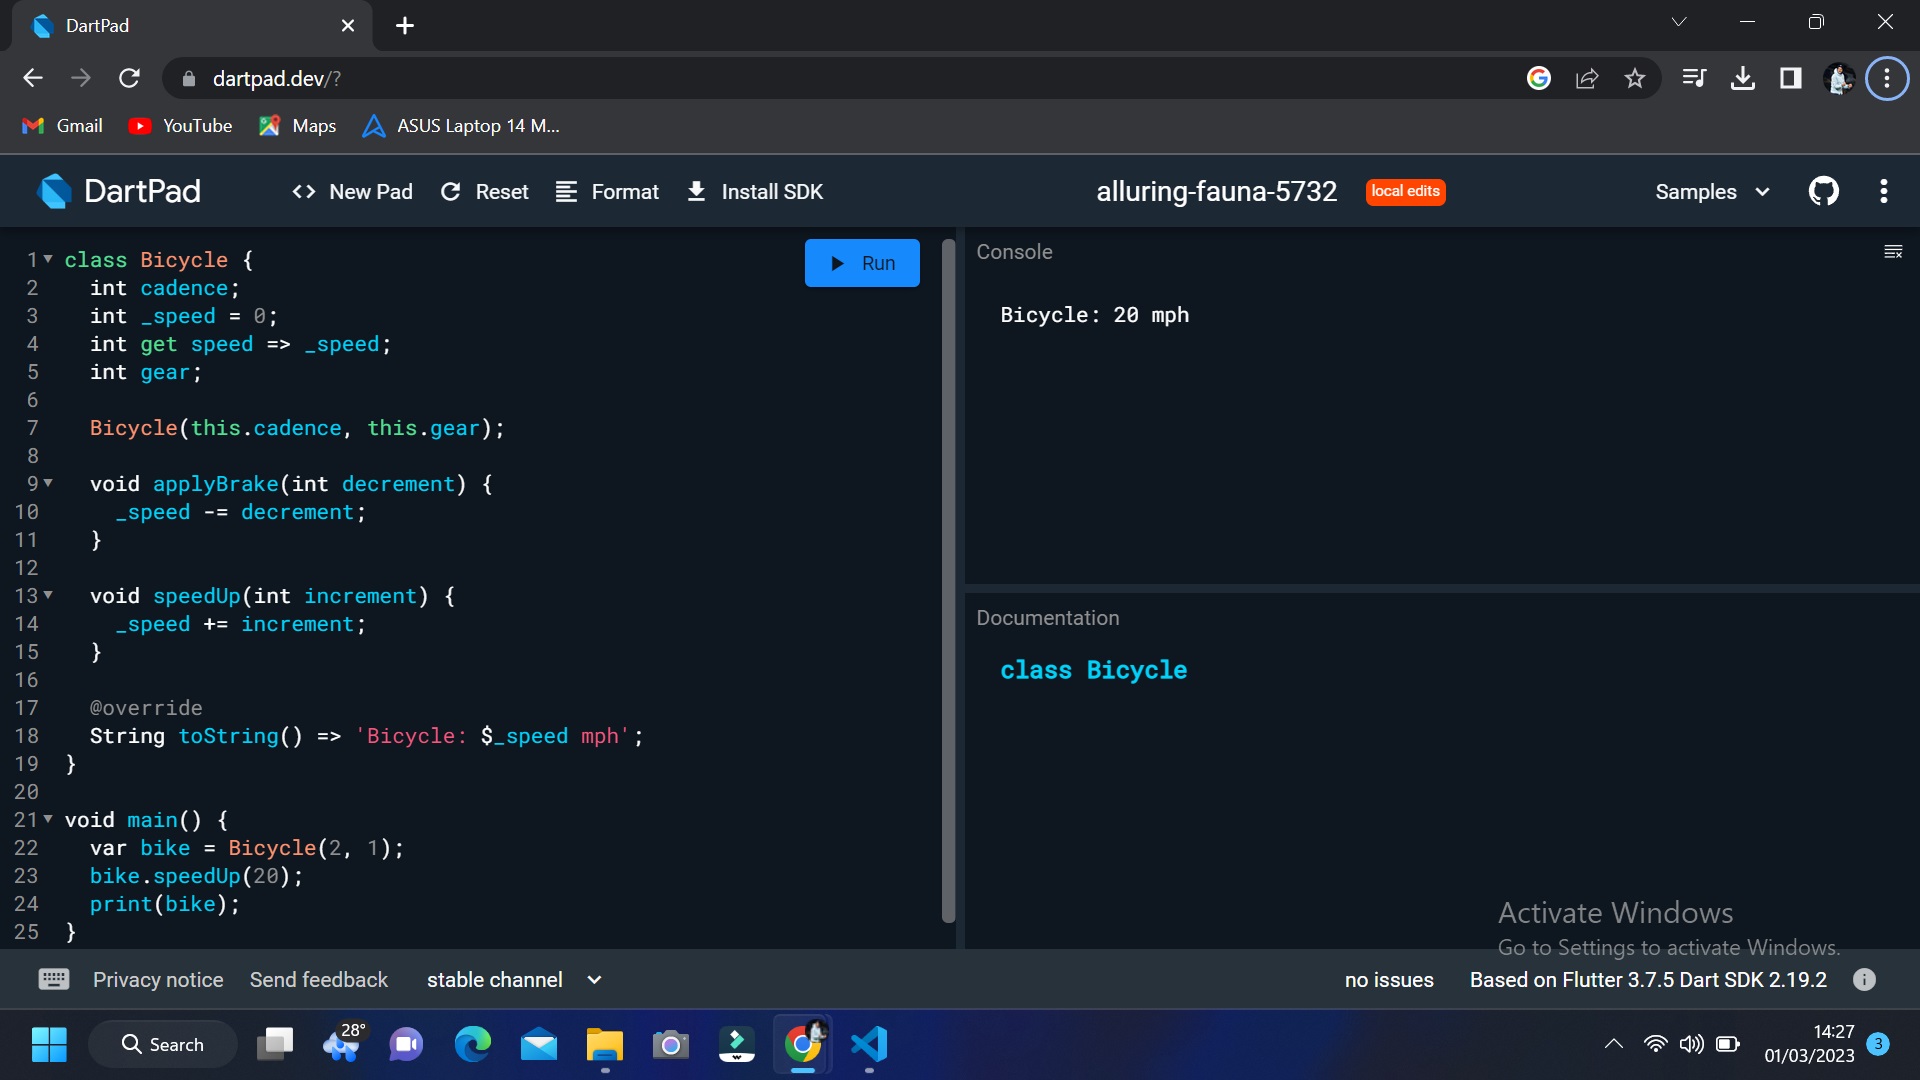 DartPad
dartpad.dev/?
Gmail YouTube Maps ASUS Laptop 14 M...
DartPad <> New Pad Reset Format Install SDK alluring-fauna-5732 local edits Samples
Run
1 class Bicycle {
2 int cadence;
3 int _speed = 0;
4 int get speed => _speed;
5 int gear;
6
7 Bicycle(this.cadence, this.gear);
8
9 void applyBrake(int decrement) {
10 _speed -= decrement;
11 }
12
13 void speedUp(int increment) {
14 _speed += increment;
15 }
16
17 @override
18 String toString() => 'Bicycle: $_speed mph';
19 }
20
21 void main() {
22 var bike = Bicycle(2, 1);
23 bike.speedUp(20);
24 print(bike);
25 }
Console
Bicycle: 20 mph
Documentation
class Bicycle
Activate Windows
Go to Settings to activate Windows.
Privacy notice Send feedback stable channel no issues Based on Flutter 3.7.5 Dart SDK 2.19.2
Search 28° 14:27
01/03/2023 3